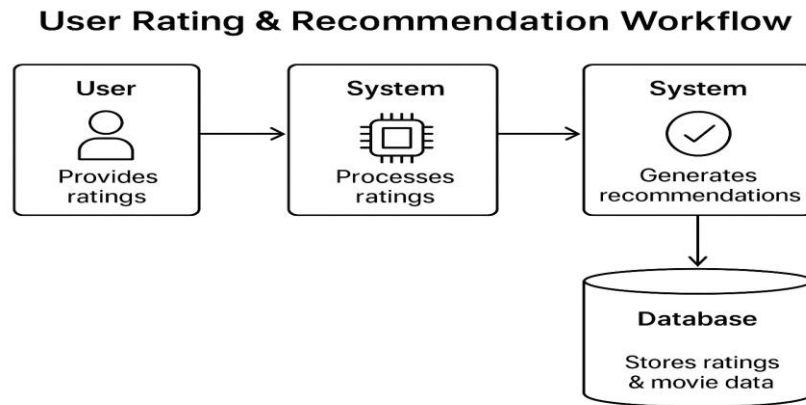 User Rating & Recommendation Workflow
User
Provides
ratings
System
Processes
ratings
System
Generates
recommendations
Database
Stores ratings
& movie data